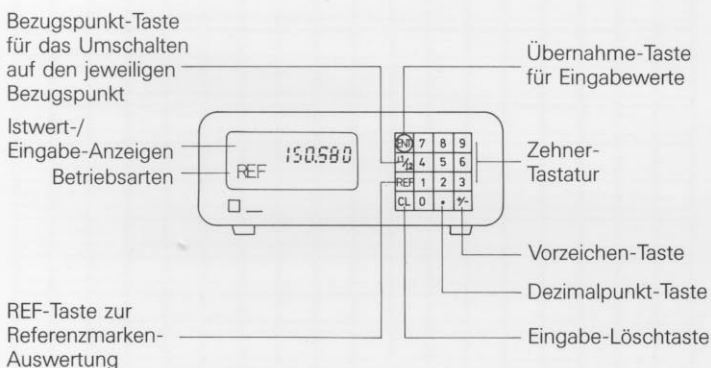 Bezugspunkt-Taste
für das Umschalten
auf den jeweiligen
Bezugspunkt
Istwert-/
Eingabe-Anzeigen
Betriebsarten
REF-Taste zur
Referenzmarken-
Auswertung
150.580
REF
ENT 7 8 9
4 5 6
REF 1 2 3
CL 0 • +/-
Übernahme-Taste
für Eingabewerte
Zehner-
Tastatur
Vorzeichen-Taste
Dezimalpunkt-Taste
Eingabe-Löschtaste